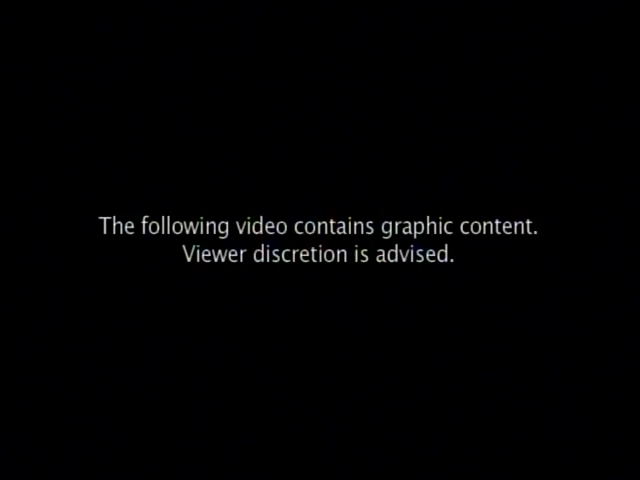 The following video contains graphic content.
Viewer discretion is advised.